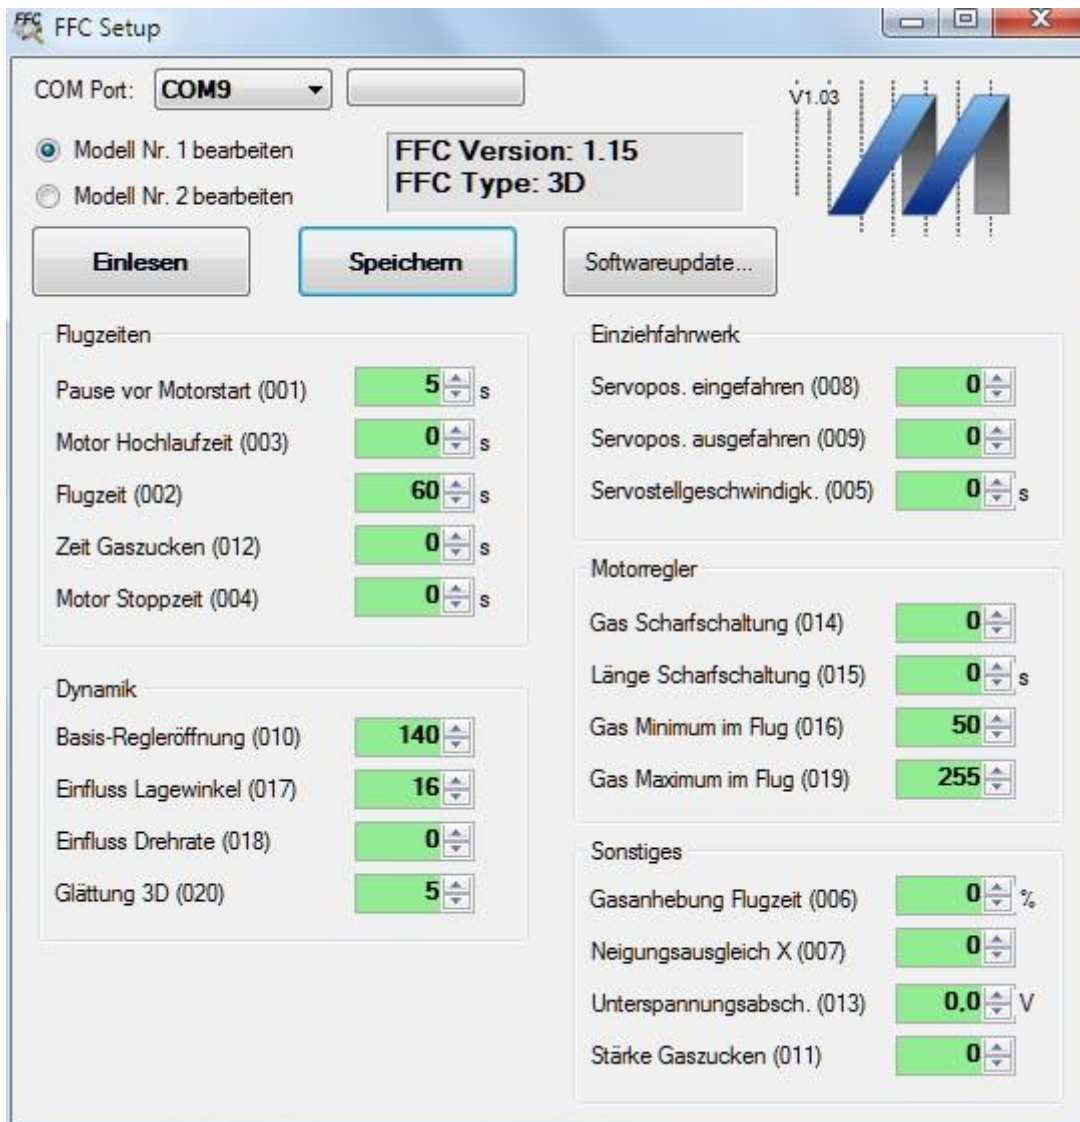 FFC FFC Setup
COM Port: COM9
V1.03
Modell Nr. 1 bearbeiten
Modell Nr. 2 bearbeiten
FFC Version: 1.15
FFC Type: 3D
Einlesen Speichern Softwareupdate...
Flugzeiten
Pause vor Motorstart (001) 5 s
Motor Hochlaufzeit (003) 0 s
Flugzeit (002) 60 s
Zeit Gaszucken (012) 0 s
Motor Stoppzeit (004) 0 s
Dynamik
Basis-Regleröffnung (010) 140
Einfluss Lagewinkel (017) 16
Einfluss Drehrate (018) 0
Glättung 3D (020) 5
Einziehfahrwerk
Servopos. eingefahren (008) 0
Servopos. ausgefahren (009) 0
Servostellgeschwindigk. (005) 0 s
Motorregler
Gas Scharfschaltung (014) 0
Länge Scharfschaltung (015) 0 s
Gas Minimum im Flug (016) 50
Gas Maximum im Flug (019) 255
Sonstiges
Gasanhebung Flugzeit (006) 0 %
Neigungsausgleich X (007) 0
Unterspannungsabsch. (013) 0,0 V
Stärke Gaszucken (011) 0